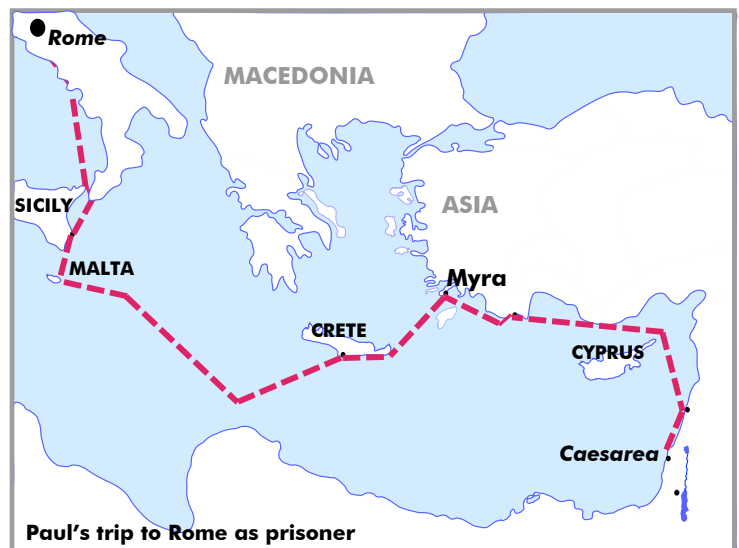 Rome
MACEDONIA
SICILY
ASIA
MALTA
Myra
CRETE
CYPRUS
Caesarea
Paul's trip to Rome as prisoner